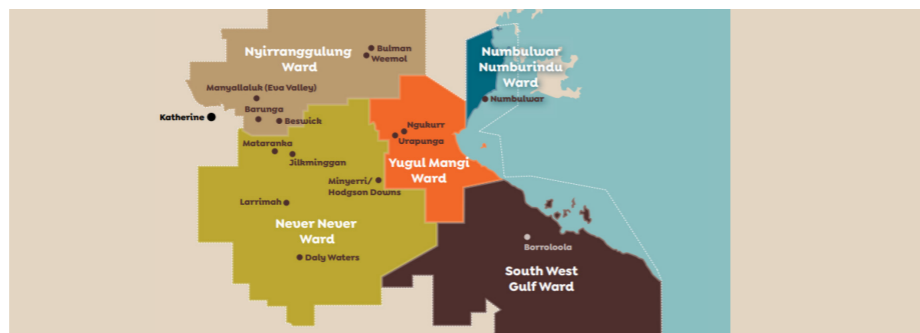 Nyirranggulung
Ward
Bulman
Weemol
Numbulwar
Numburindu
Ward
Numbulwar
Manyallaluk (Eva Valley)
Barunga
Beswick
Katherine
Ngukurr
Urapunga
Yugul Mangi
Ward
Mataranka
Jilkminggan
Minyerri/
Hodgson Downs
Larrimah
Never Never
Ward
Daly Waters
Borroloola
South West
Gulf Ward